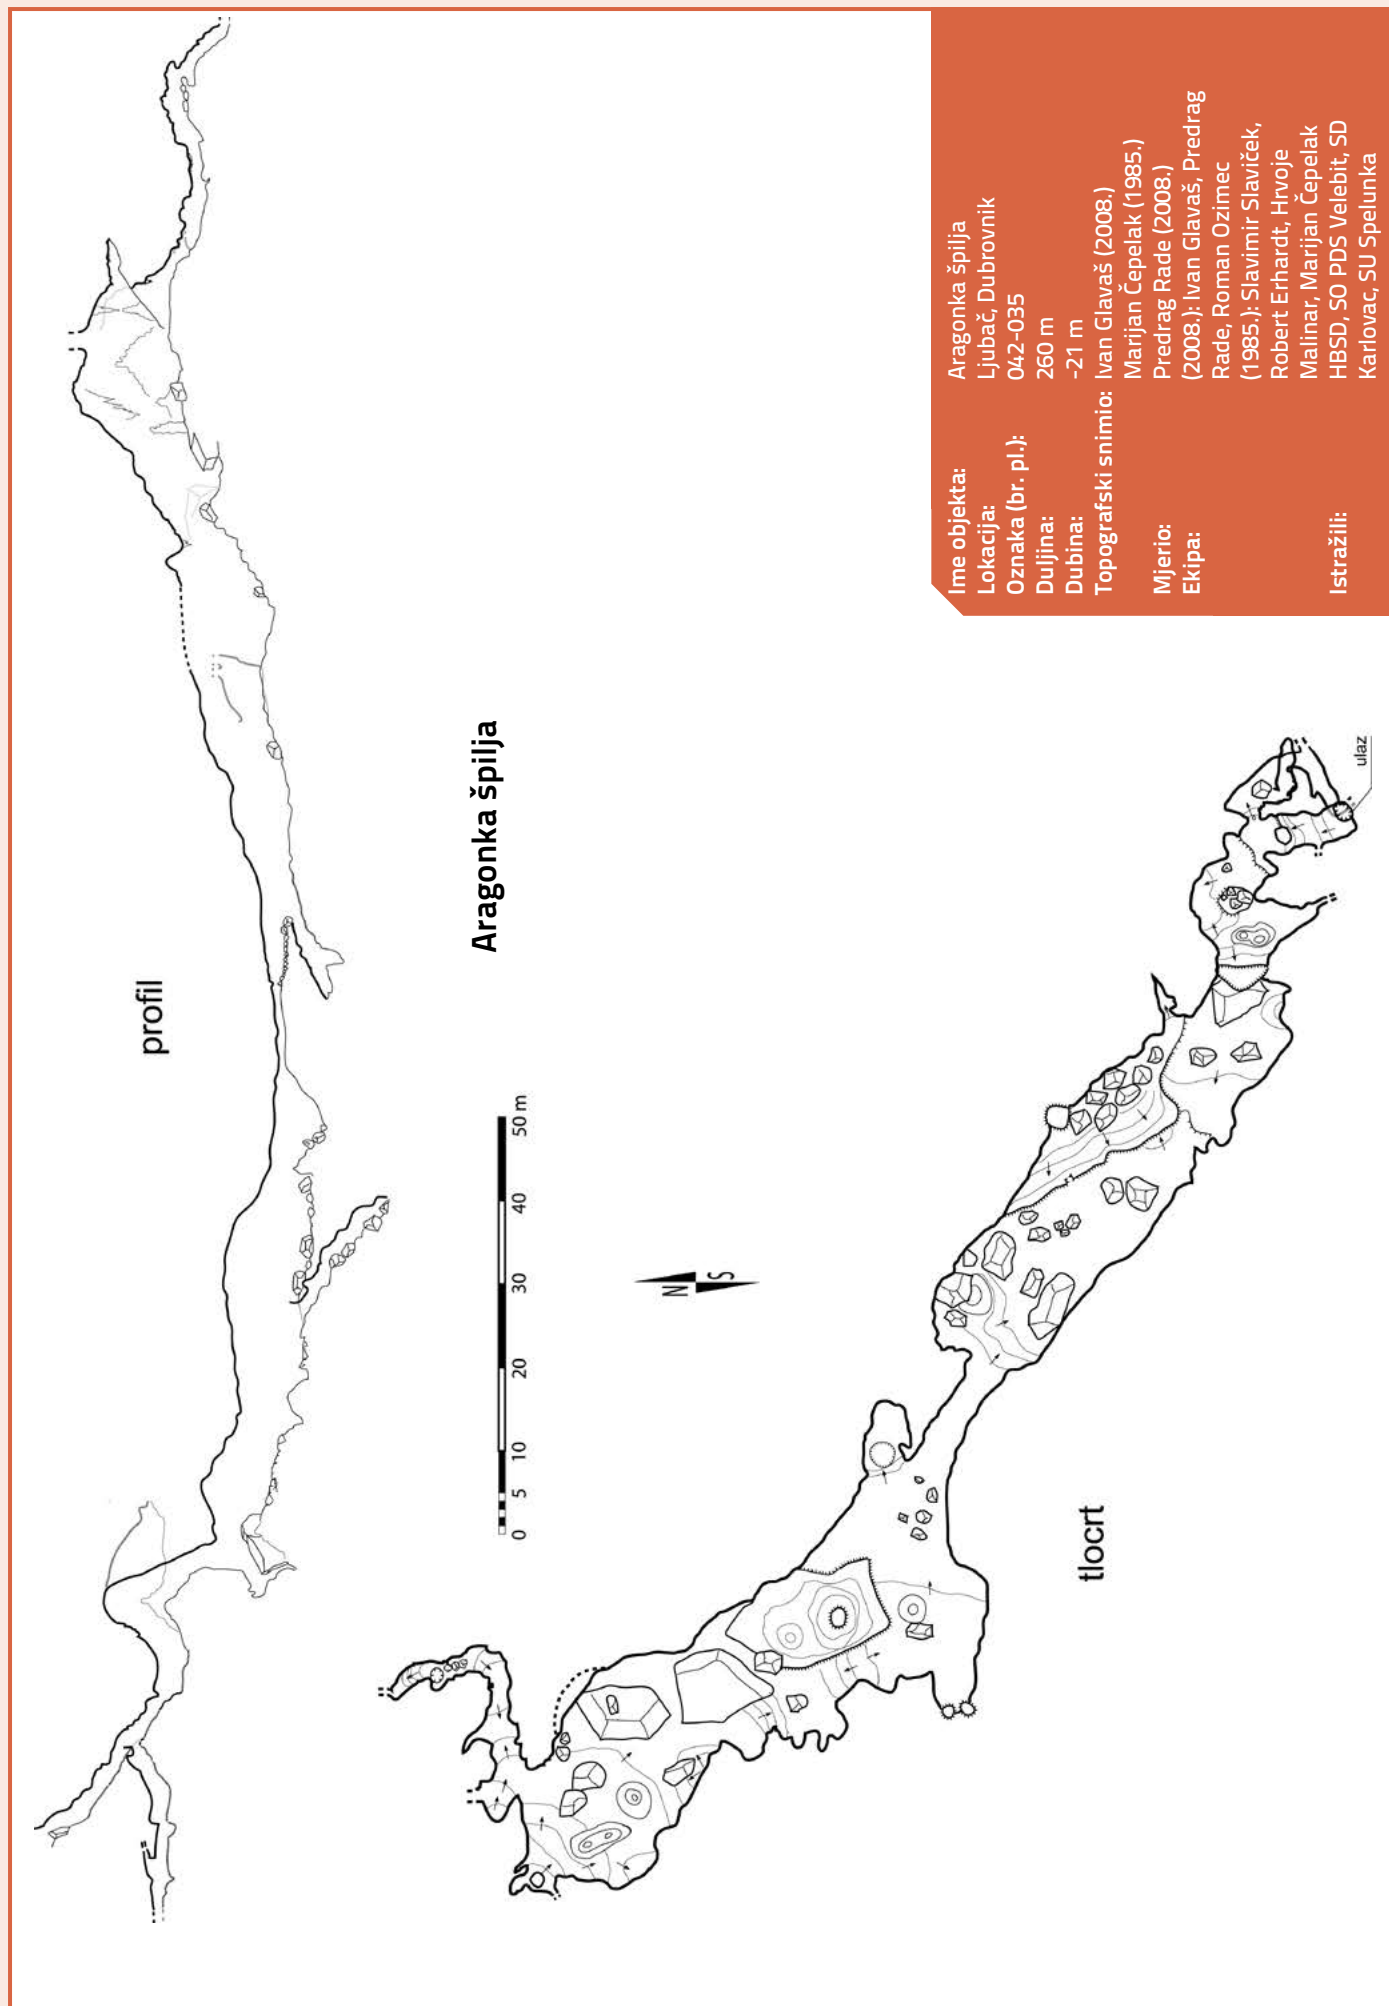 profil
Aragonka špilja
0 5 10 20 30 40 50 m
N
S
tlocrt
ulaz
Ime objekta: Aragonka špilja
Lokacija: Ljubač, Dubrovnik
Oznaka (br. pl.): 042-035
Duljina: 260 m
Dubina: -21 m
Topografski snimio: Ivan Glavaš (2008.)
Marijan Čepelak (1985.)
Mjerio: Predrag Rade (2008.)
Ekipa: (2008.): Ivan Glavaš, Predrag
Rade, Roman Ozimec
(1985.): Slavimir Slaviček,
Robert Erhardt, Hrvoje
Malinar, Marijan Čepelak
Istražili: HBSD, SO PDS Velebit, SD
Karlovac, SU Spelunka